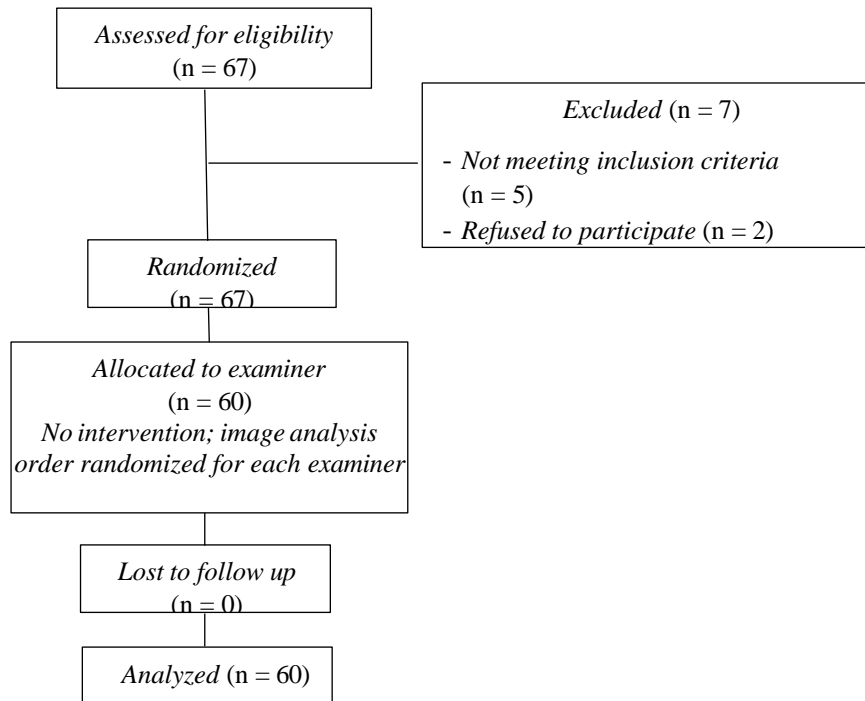 Assessed for eligibility
(n = 67)
Excluded (n = 7)
- Not meeting inclusion criteria
(n = 5)
- Refused to participate (n = 2)
Randomized
(n = 67)
Allocated to examiner
(n = 60)
No intervention; image analysis
order randomized for each examiner
Lost to follow up
(n = 0)
Analyzed (n = 60)